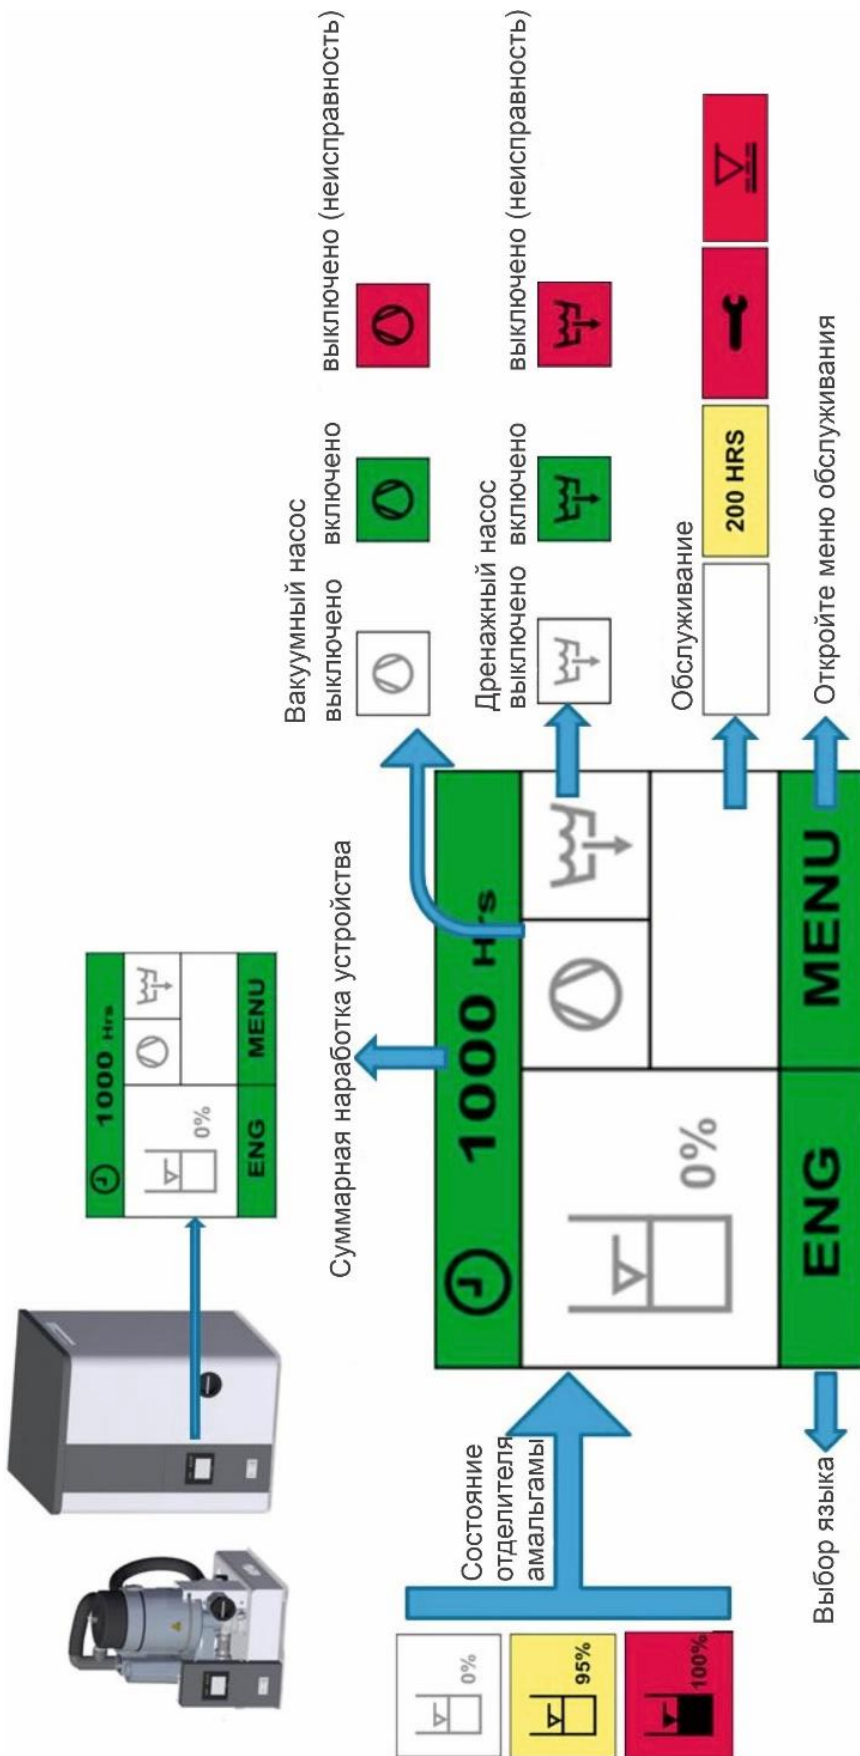 1000 Hrs
0%
ENG
MENU
Суммарная наработка устройства
Вакуумный насос
выключено
включено
выключено (неисправность)
Дренажный насос
выключено
включено
выключено (неисправность)
Обслуживание
200 HRS
Откройте меню обслуживания
1000 Hrs
0%
ENG
MENU
Состояние
отделителя
амальгамы
0%
95%
100%
Выбор языка